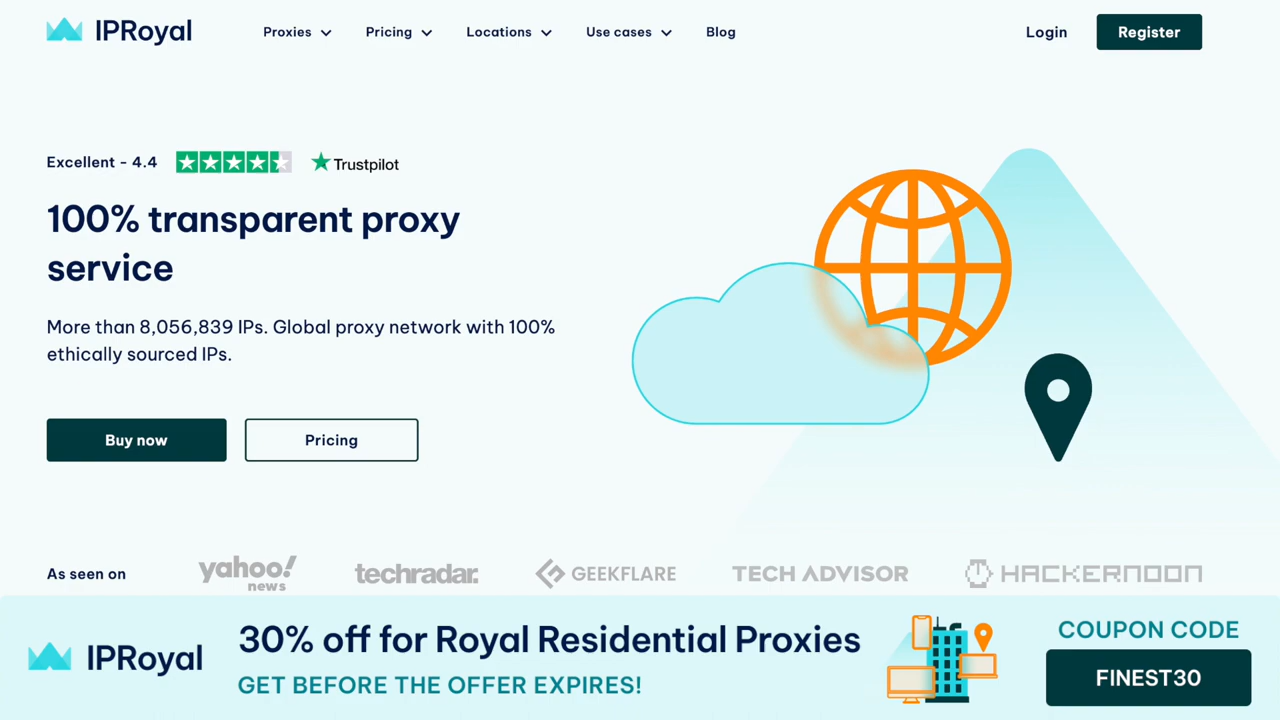 IPRoyal
Proxies
Pricing
Locations
Use cases
Blog
Login
Register
Excellent - 4.4
Trustpilot
100% transparent proxy
service
More than 8,056,839 IPs. Global proxy network with 100%
ethically sourced IPs.
Buy now
Pricing
As seen on
yahoo!
news
techradar.
GEEKFLARE
TECH ADVISOR
HACKERNOON
IPRoyal
30% off for Royal Residential Proxies
GET BEFORE THE OFFER EXPIRES!
COUPON CODE
FINEST30